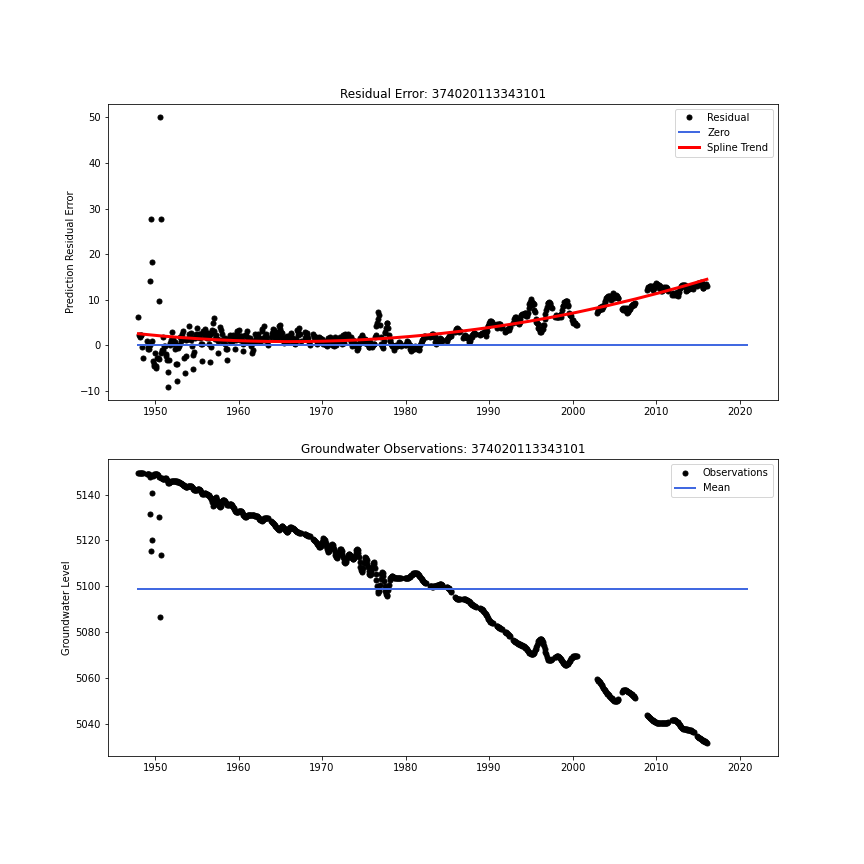 Residual Error: 374020113343101
Prediction Residual Error
50
40
30
20
10
0
−10
Residual
Zero
Spline Trend
1950 1960 1970 1980 1990 2000 2010 2020
Groundwater Observations: 374020113343101
Groundwater Level
5140
5120
5100
5080
5060
5040
Observations
Mean
1950 1960 1970 1980 1990 2000 2010 2020